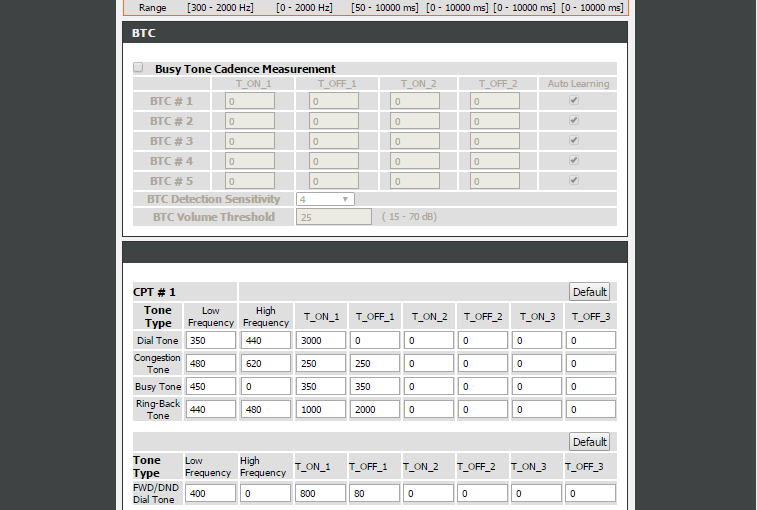 Range [300 - 2000 Hz] [0 - 2000 Hz] [50 - 10000 ms] [0 - 10000 ms] [0 - 10000 ms] [0 - 10000 ms]
BTC
Busy Tone Cadence Measurement
T_ON_1 T_OFF_1 T_ON_2 T_OFF_2 Auto Learning
BTC # 1 0 0 0 0
BTC # 2 0 0 0 0
BTC # 3 0 0 0 0
BTC # 4 0 0 0 0
BTC # 5 0 0 0 0
BTC Detection Sensitivity 4
BTC Volume Threshold 25 ( 15 - 70 dB)
CPT # 1 Default
Tone Type Low Frequency High Frequency T_ON_1 T_OFF_1 T_ON_2 T_OFF_2 T_ON_3 T_OFF_3
Dial Tone 350 440 3000 0 0 0 0 0
Congestion Tone 480 620 250 250 0 0 0 0
Busy Tone 450 0 350 350 0 0 0 0
Ring-Back Tone 440 480 1000 2000 0 0 0 0
Default
Tone Type Low Frequency High Frequency T_ON_1 T_OFF_1 T_ON_2 T_OFF_2 T_ON_3 T_OFF_3
FWD/DND Dial Tone 400 0 800 80 0 0 0 0